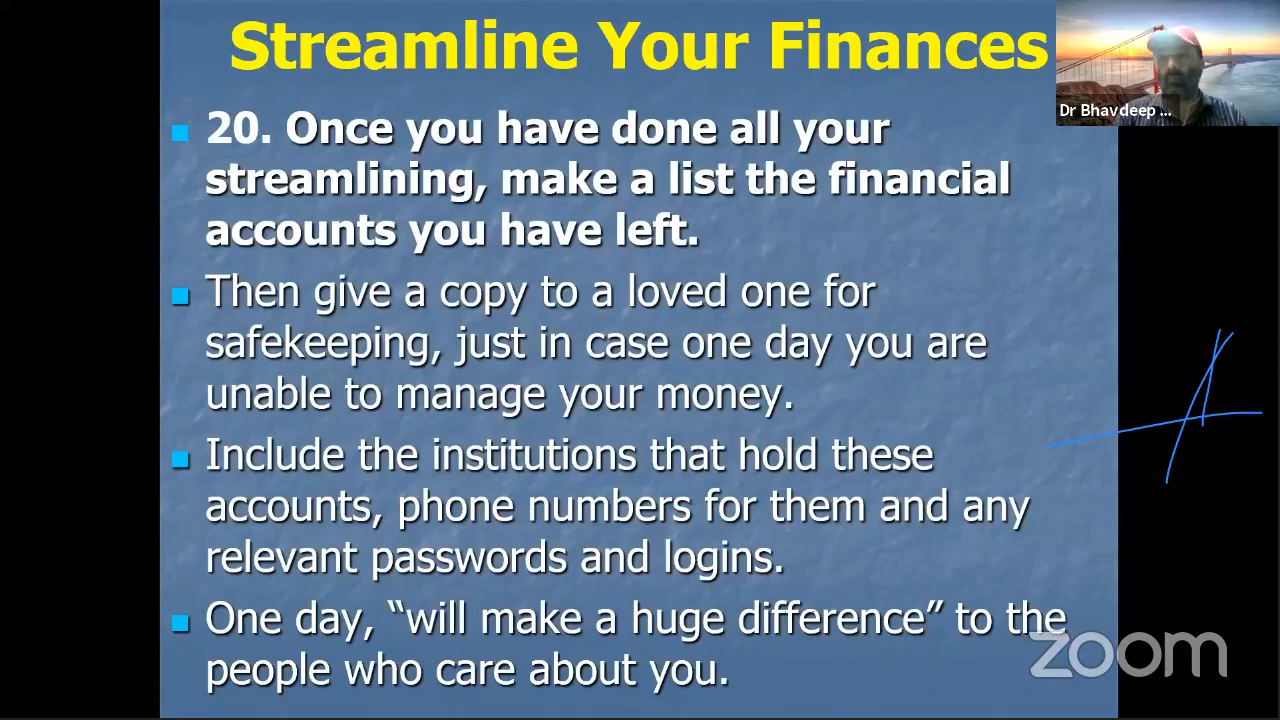 Streamline Your Finances
Dr Bhavdeep ...
20. Once you have done all your
streamlining, make a list the financial
accounts you have left.
Then give a copy to a loved one for
safekeeping, just in case one day you are
unable to manage your money.
Include the institutions that hold these
accounts, phone numbers for them and any
relevant passwords and logins.
One day, “will make a huge difference” to the
people who care about you.
zoom